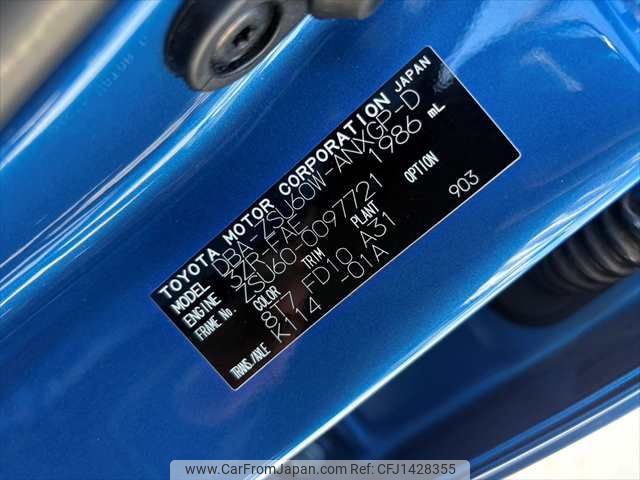 TOYOTA MOTOR CORPORATION JAPAN
MODEL DBA-ZSU60W-ANXGP-D
ENGINE 3ZR-FAE 1986 mL
FRAME No. ZSU60-0097721
COLOR TRIM PLANT OPTION
8T7 FD10 A31 903
TRANS./AXLE K114 -01A
www.CarFromJapan.com CFJ1428355